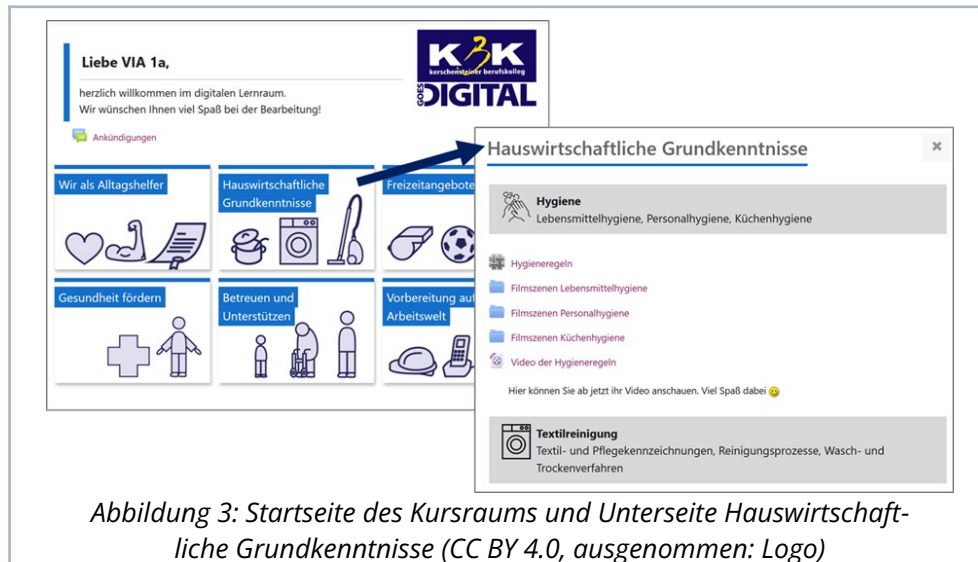 Liebe VIA 1a,
herzlich willkommen im digitalen Lernraum.
Wir wünschen Ihnen viel Spaß bei der Bearbeitung!
Ankündigungen
K3K
kerschensteiner berufskolleg
GOES
DIGITAL
Wir als Alltagshelfer
Hauswirtschaftliche
Grundkenntnisse
Freizeitangebote
Gesundheit fördern
Betreuen und
Unterstützen
Vorbereitung auf
Arbeitswelt
Hauswirtschaftliche Grundkenntnisse
Hygiene
Lebensmittelhygiene, Personalhygiene, Küchenhygiene
Hygieneregeln
Filmszenen Lebensmittelhygiene
Filmszenen Personalhygiene
Filmszenen Küchenhygiene
Video der Hygieneregeln
Hier können Sie ab jetzt ihr Video anschauen. Viel Spaß dabei
Textilreinigung
Textil- und Pflegekennzeichnungen, Reinigungsprozesse, Wasch- und
Trockenverfahren
Abbildung 3: Startseite des Kursraums und Unterseite Hauswirtschaft-
liche Grundkenntnisse (CC BY 4.0, ausgenommen: Logo)